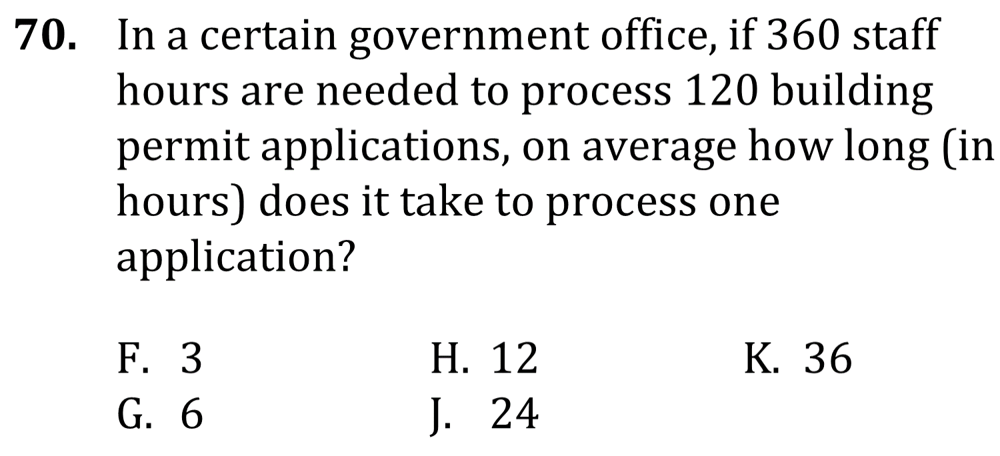 70. In a certain government office, if 360 staff
hours are needed to process 120 building
permit applications, on average how long (in
hours) does it take to process one
application?
F. 3 H. 12 K. 36
G. 6 J. 24